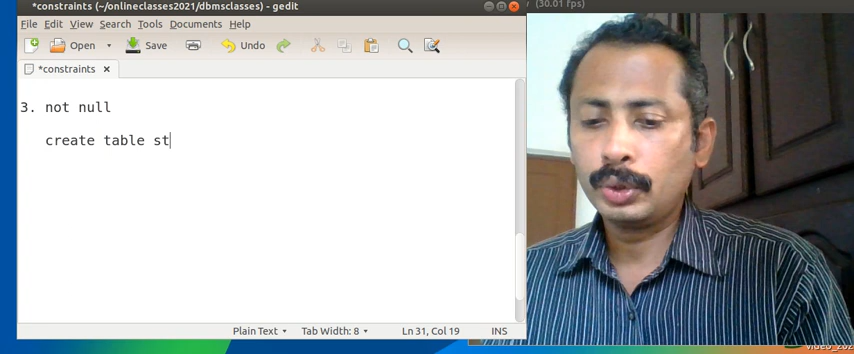 *constraints (~/onlineclasses2021/dbmsclasses) - gedit
(30.01 fps)
File Edit View Search Tools Documents Help
Open Save Undo
*constraints
3. not null
create table st
Plain Text Tab Width: 8 Ln 31, Col 19 INS